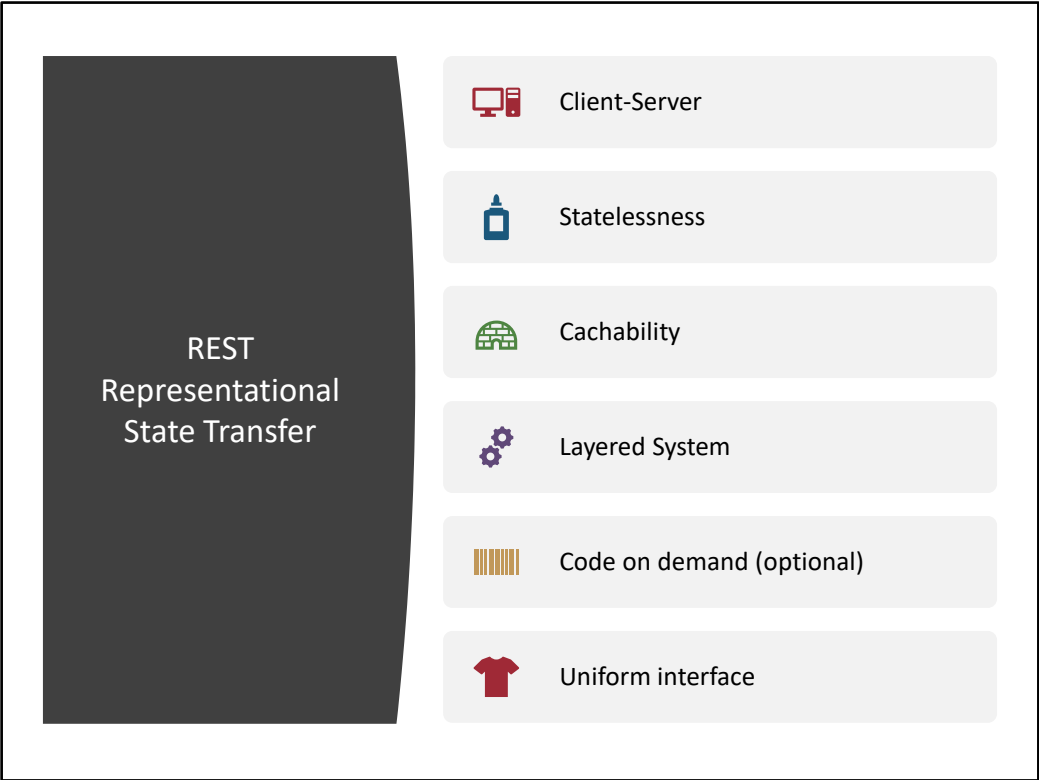 REST
Representational
State Transfer
Client-Server
Statelessness
Cachability
Layered System
Code on demand (optional)
Uniform interface